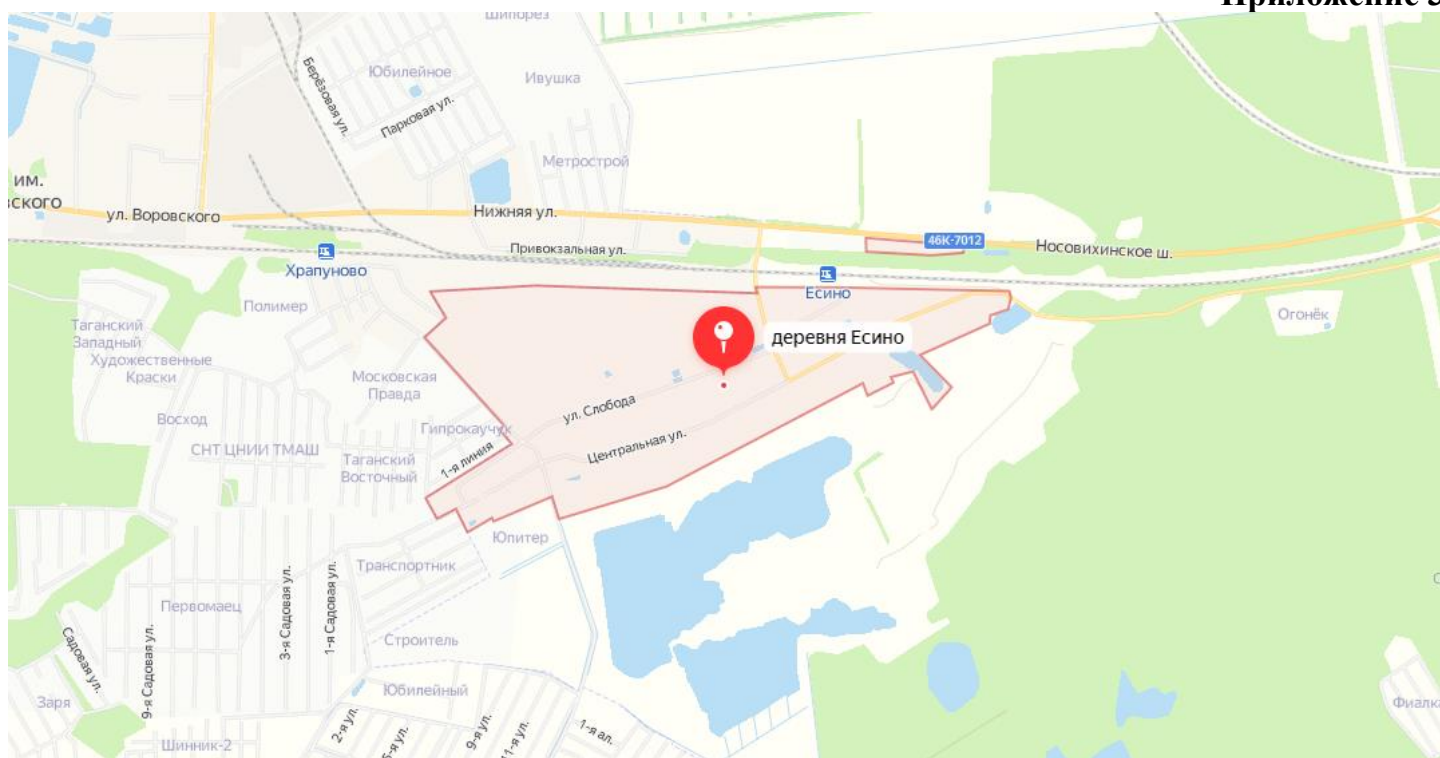 Приложение
Шипорез
Юбилейное
Ивушка
Берёзовая ул.
Парковая ул.
Метрострой
им.
ул. Воровского
Нижняя ул.
Привокзальная ул.
46К-7012
Носовихинское ш.
Храпуново
Есино
Полимер
Огонёк
Таганский
Западный
деревня Есино
Художественные
Краски
Московская
Правда
ул. Слобода
Восход
Гипрокаучук
Центральная ул.
СНТ ЦНИИ ТМАШ
1-я линия
Таганский
Восточный
Юпитер
Транспортник
3-я Садовая ул.
1-я Садовая ул.
Первомаец
Садовая ул.
9-я Садовая ул.
Строитель
Юбилейный
Заря
2-я ул.
9-я ул.
11-я ул.
1-я ал.
Шинник-2